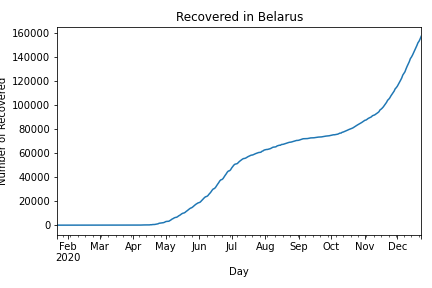 Recovered in Belarus
160000
140000
120000
100000
80000
60000
40000
20000
0
Number of Recovered
Feb Mar Apr May Jun Jul Aug Sep Oct Nov Dec
2020
Day